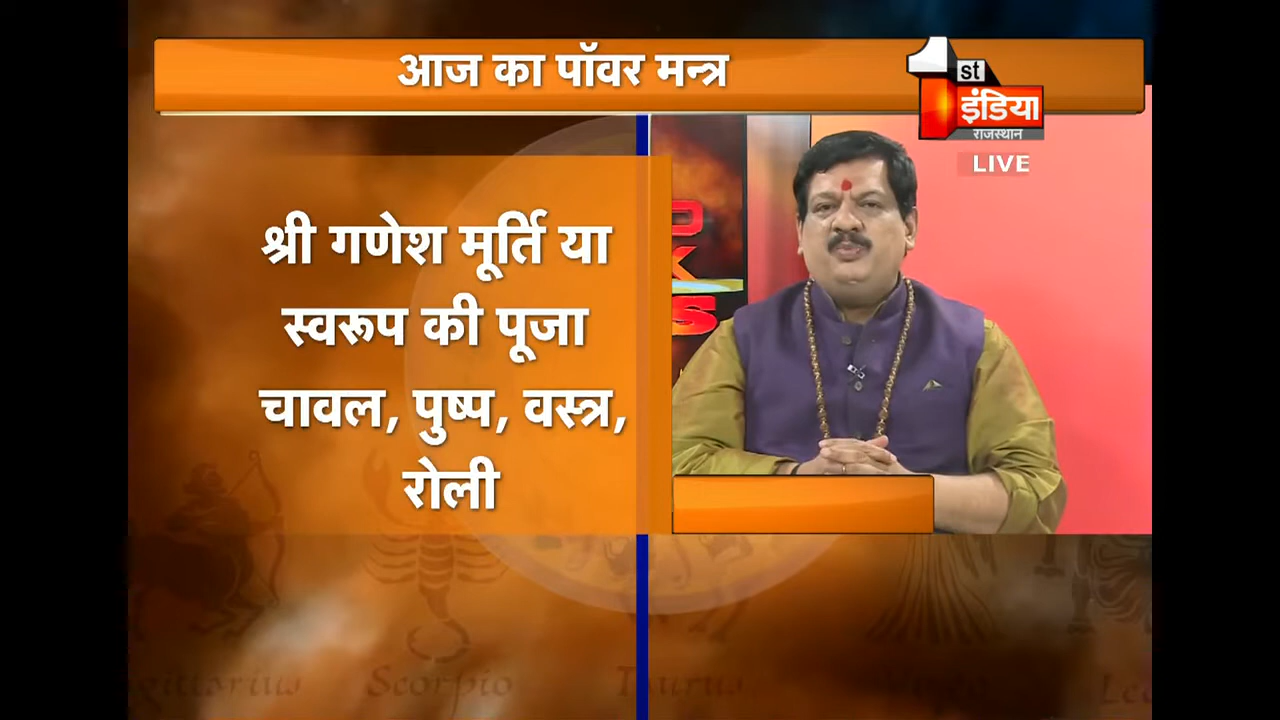 आज का पॉवर मन्त्र
1st
इंडिया
राजस्थान
LIVE
श्री गणेश मूर्ति या
स्वरूप की पूजा
चावल, पुष्प, वस्त्र,
रोली
Scorpio
Taurus